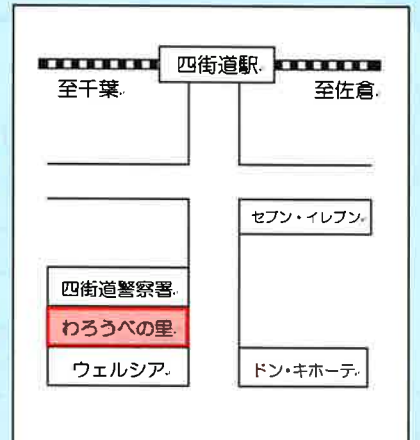 四街道駅
至千葉
至佐倉
セブン・イレブン
四街道警察署
わろうべの里
ウェルシア
ドン・キホーテ